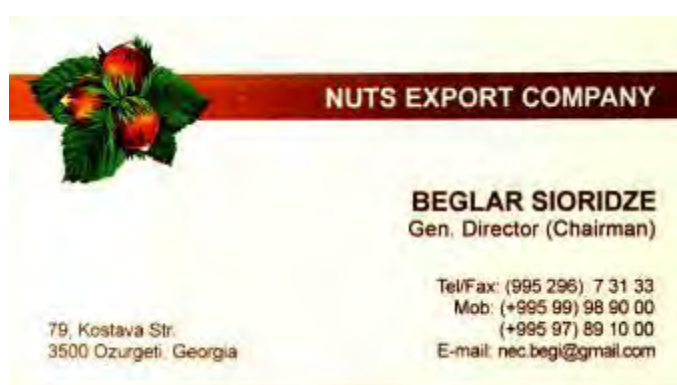 NUTS EXPORT COMPANY
BEGLAR SIORIDZE
Gen. Director (Chairman)
Tel/Fax: (995 296) 7 31 33
Mob: (+995 99) 98 90 00
(+995 97) 89 10 00
E-mail: nec.begi@gmail.com
79, Kostava Str.
3500 Ozurgeti, Georgia